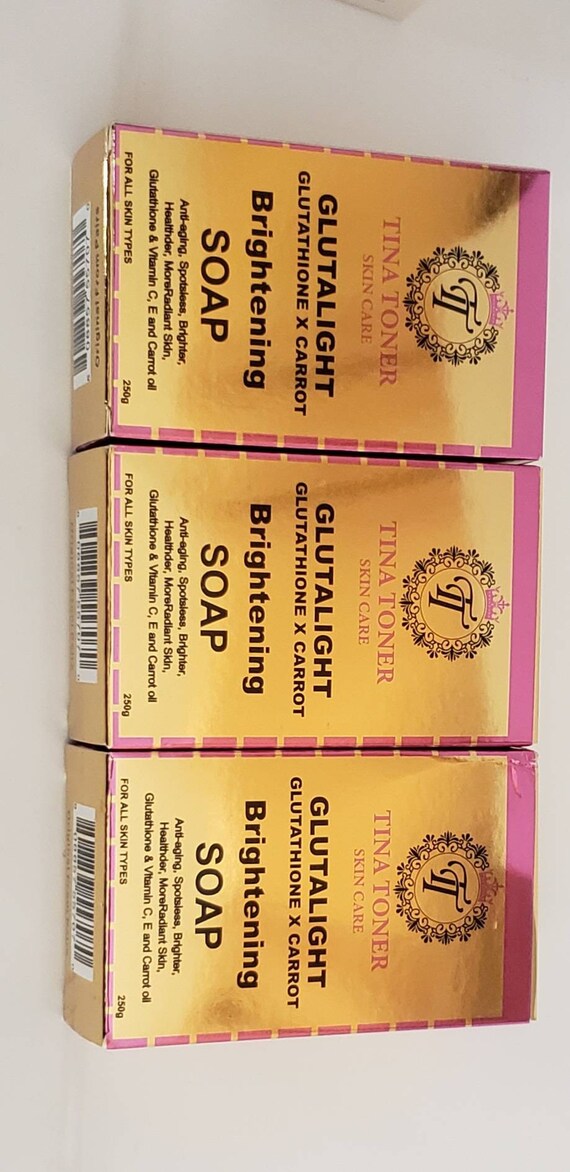 TT
TINA TONER
SKIN CARE
GLUTALIGHT
GLUTATHIONE X CARROT
Brightening
SOAP
Anti-aging, Spotsless, Brighter,
Healthder, MoreRadiant Skin,
Glutathione & Vitamin C, E and Carrot oil
FOR ALL SKIN TYPES
250g
TT
TINA TONER
SKIN CARE
GLUTALIGHT
GLUTATHIONE X CARROT
Brightening
SOAP
Anti-aging, Spotsless, Brighter,
Healthder, MoreRadiant Skin,
Glutathione & Vitamin C, E and Carrot oil
FOR ALL SKIN TYPES
250g
TT
TINA TONER
SKIN CARE
GLUTALIGHT
GLUTATHIONE X CARROT
Brightening
SOAP
Anti-aging, Spotsless, Brighter,
Healthder, MoreRadiant Skin,
Glutathione & Vitamin C, E and Carrot oil
FOR ALL SKIN TYPES
250g